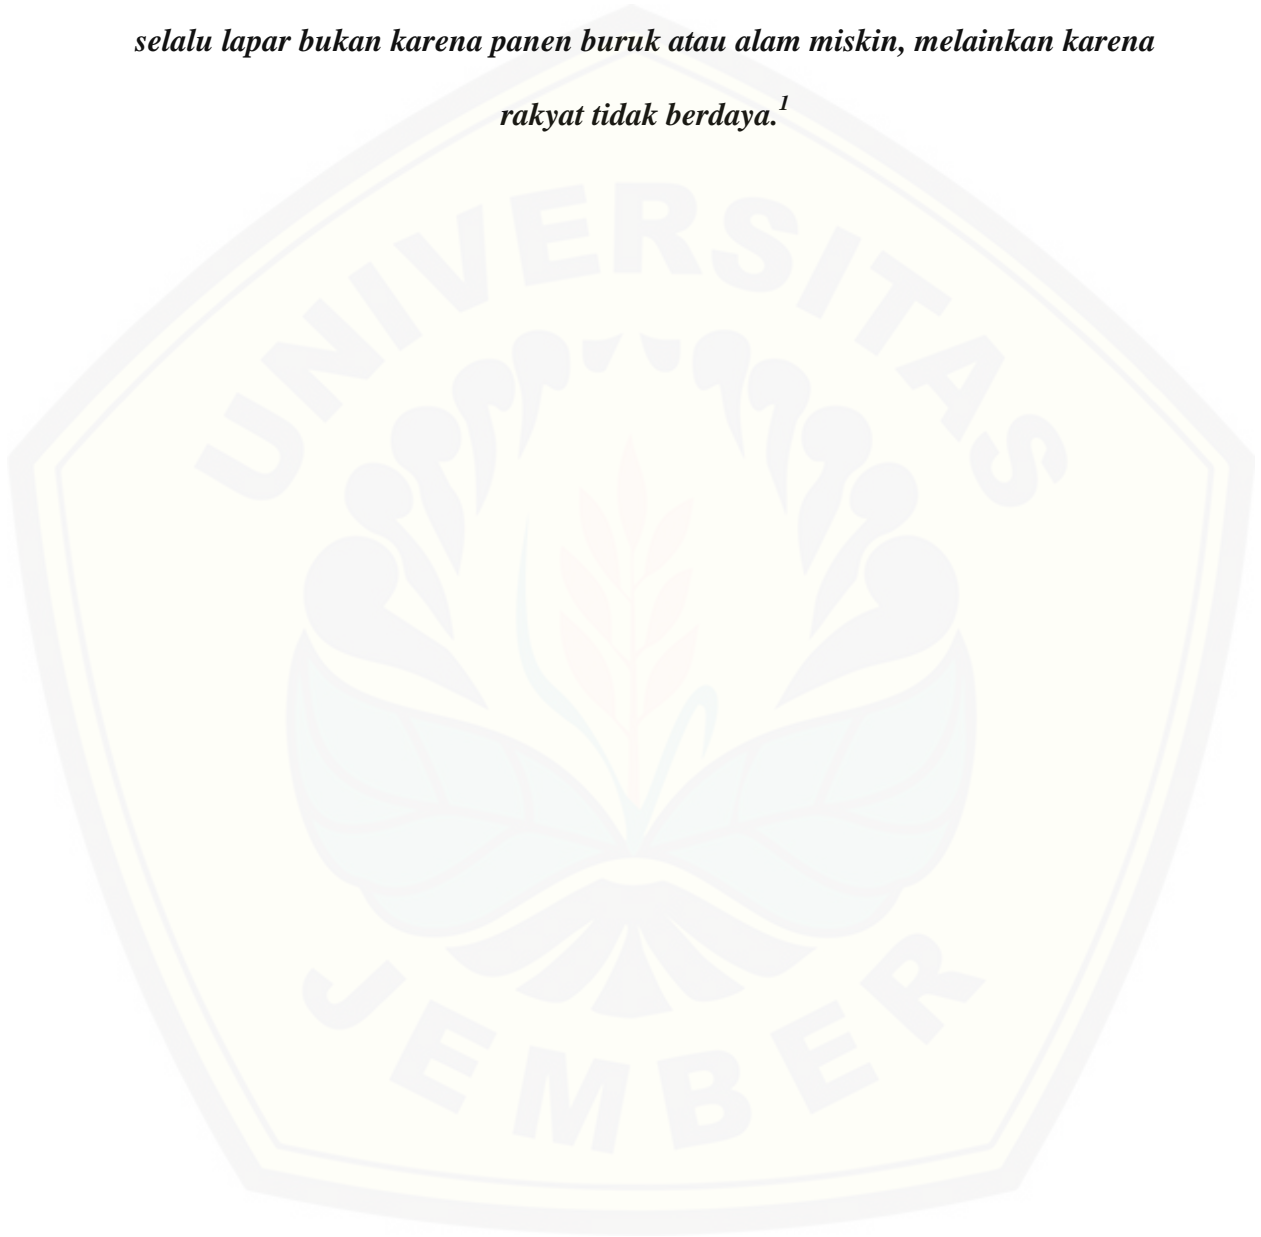 selalu lapar bukan karena panen buruk atau alam miskin, melainkan karena
rakyat tidak berdaya.1
UNIVERSITAS
JEMBER